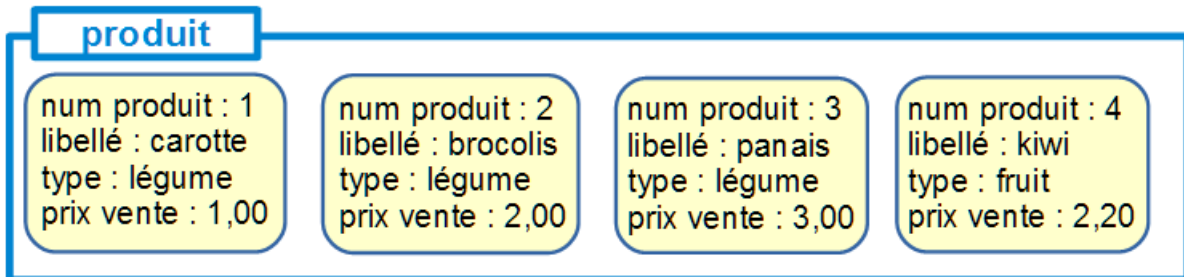 produit
num produit : 1
libellé : carotte
type : légume
prix vente : 1,00
num produit : 2
libellé : brocolis
type : légume
prix vente : 2,00
num produit : 3
libellé : panais
type : légume
prix vente : 3,00
num produit : 4
libellé : kiwi
type : fruit
prix vente : 2,20